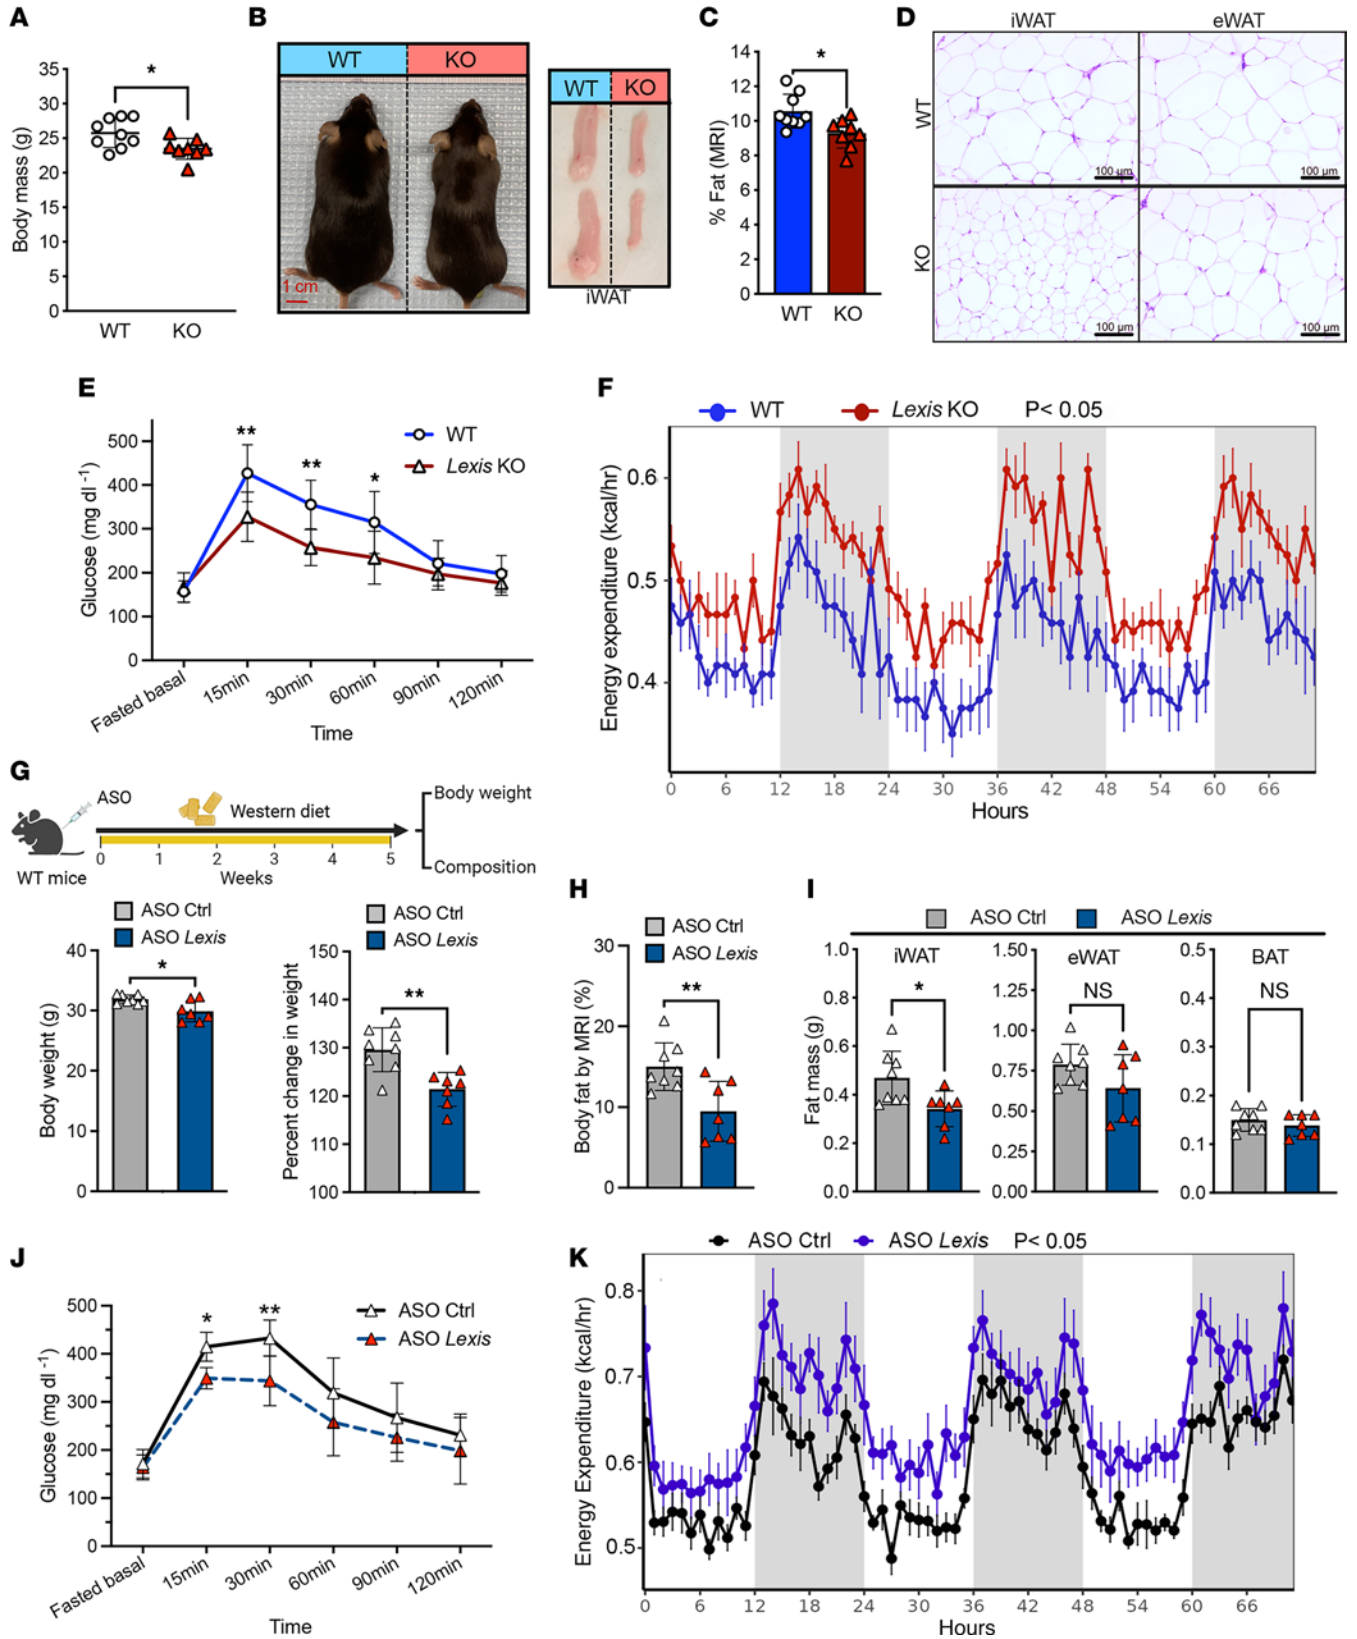 A
Body mass (g)
35
30
25
20
15
10
5
0
*
WT
KO
B
WT
KO
1 cm
WT
KO
iWAT
C
% Fat (MRI)
14
12
10
8
6
4
2
0
*
WT
KO
D
iWAT
eWAT
WT
KO
100 µm
100 µm
100 µm
100 µm
E
Glucose (mg dl -1)
500
400
300
200
100
0
**
**
*
WT
Lexis KO
Fasted basal
15min
30min
60min
90min
120min
Time
F
WT
Lexis KO
P< 0.05
Energy expenditure (kcal/hr)
0.6
0.5
0.4
0
6
12
18
24
30
36
42
48
54
60
66
Hours
G
ASO
Western diet
Body weight
Composition
WT mice
0
1
2
3
4
5
Weeks
ASO Ctrl
ASO Lexis
Body weight (g)
40
30
20
10
0
*
ASO Ctrl
ASO Lexis
Percent change in weight
150
140
130
120
110
100
**
H
ASO Ctrl
ASO Lexis
Body fat by MRI (%)
30
20
10
0
**
I
ASO Ctrl
ASO Lexis
Fat mass (g)
iWAT
1.0
0.8
0.6
0.4
0.2
0.0
*
eWAT
1.50
1.25
1.00
0.75
0.50
0.25
0.00
NS
BAT
0.5
0.4
0.3
0.2
0.1
0.0
NS
J
Glucose (mg dl -1)
500
400
300
200
100
0
*
**
ASO Ctrl
ASO Lexis
Fasted basal
15min
30min
60min
90min
120min
Time
K
ASO Ctrl
ASO Lexis
P< 0.05
Energy Expenditure (kcal/hr)
0.8
0.7
0.6
0.5
0
6
12
18
24
30
36
42
48
54
60
66
Hours